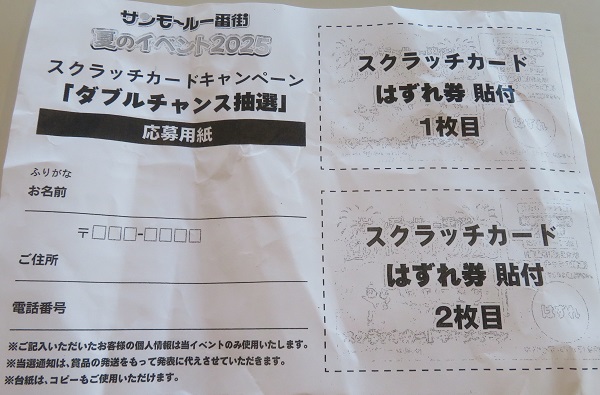 サンモール一番街
夏のイベント2025
スクラッチカードキャンペーン
「ダブルチャンス抽選」
応募用紙
ふりがな
お名前
〒□□□-□□□□
ご住所
電話番号
※ご記入いただいたお客様の個人情報は当イベントのみ使用いたします。
※当選通知は、賞品の発送をもって発表に代えさせていただきます。
※台紙は、コピーもご使用いただけます。
スクラッチカード
はずれ券 貼付
1枚目
はずれ
スクラッチカード
はずれ券 貼付
2枚目
はずれ